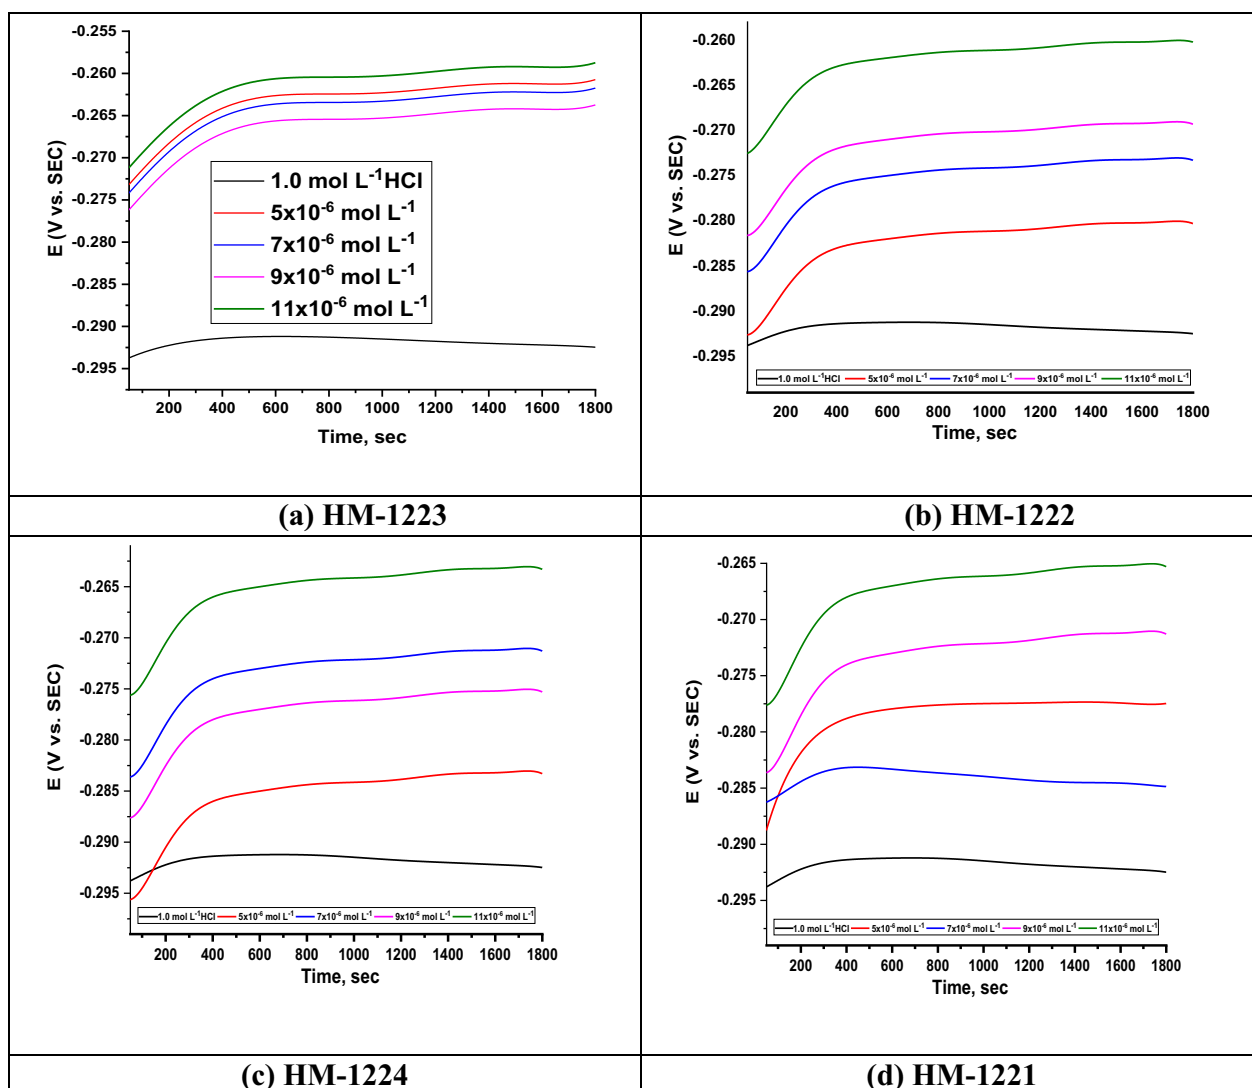 -0.255
-0.260
-0.265
-0.270
-0.275
-0.280
-0.285
-0.290
-0.295
E (V vs. SEC)
1.0 mol L⁻¹HCl
5x10⁻⁶ mol L⁻¹
7x10⁻⁶ mol L⁻¹
9x10⁻⁶ mol L⁻¹
11x10⁻⁶ mol L⁻¹
200 400 600 800 1000 1200 1400 1600 1800
Time, sec
(a) HM-1223
-0.260
-0.265
-0.270
-0.275
-0.280
-0.285
-0.290
-0.295
E (V vs. SEC)
1.0 mol L⁻¹HCl 5x10⁻⁶ mol L⁻¹ 7x10⁻⁶ mol L⁻¹ 9x10⁻⁶ mol L⁻¹ 11x10⁻⁶ mol L⁻¹
200 400 600 800 1000 1200 1400 1600 1800
Time, sec
(b) HM-1222
-0.265
-0.270
-0.275
-0.280
-0.285
-0.290
-0.295
E (V vs. SEC)
1.0 mol L⁻¹HCl 5x10⁻⁶ mol L⁻¹ 7x10⁻⁶ mol L⁻¹ 9x10⁻⁶ mol L⁻¹ 11x10⁻⁶ mol L⁻¹
200 400 600 800 1000 1200 1400 1600 1800
Time, sec
(c) HM-1224
-0.265
-0.270
-0.275
-0.280
-0.285
-0.290
-0.295
E (V vs. SEC)
1.0 mol L⁻¹HCl 5x10⁻⁶ mol L⁻¹ 7x10⁻⁶ mol L⁻¹ 9x10⁻⁶ mol L⁻¹ 11x10⁻⁶ mol L⁻¹
200 400 600 800 1000 1200 1400 1600 1800
Time, sec
(d) HM-1221